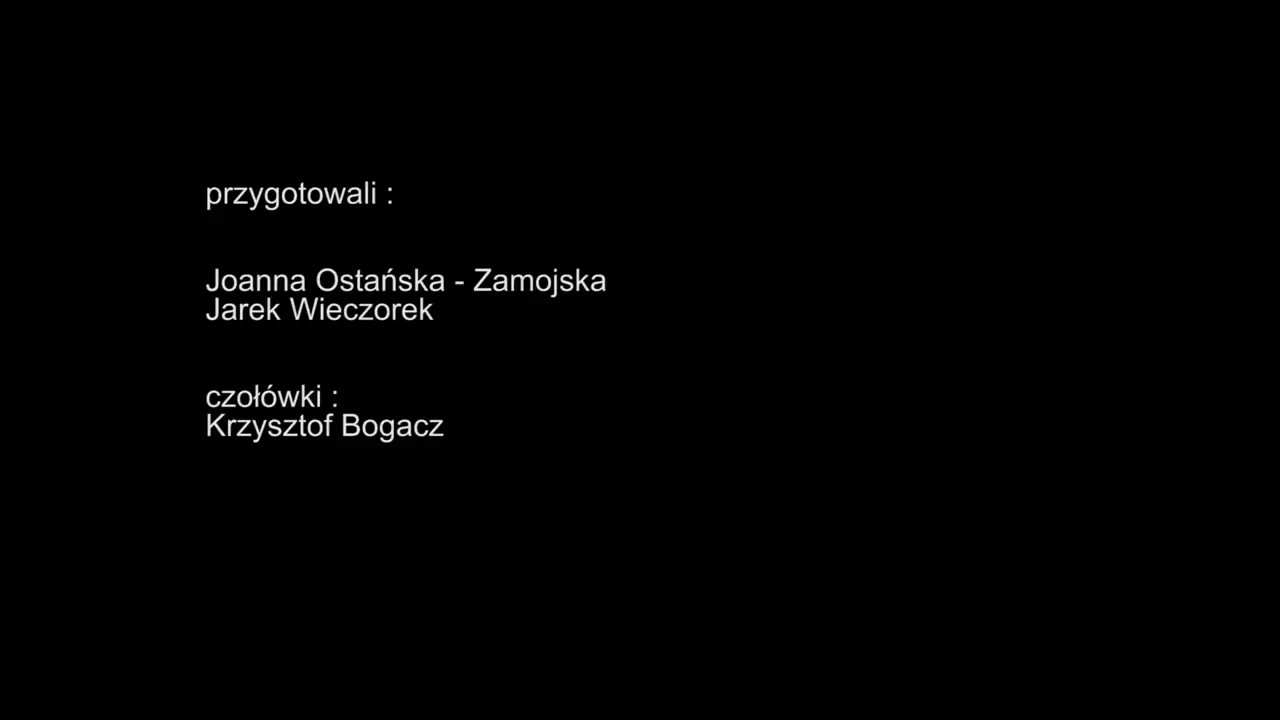 przygotowali :
Joanna Ostańska - Zamojska
Jarek Wieczorek
czołówki :
Krzysztof Bogacz